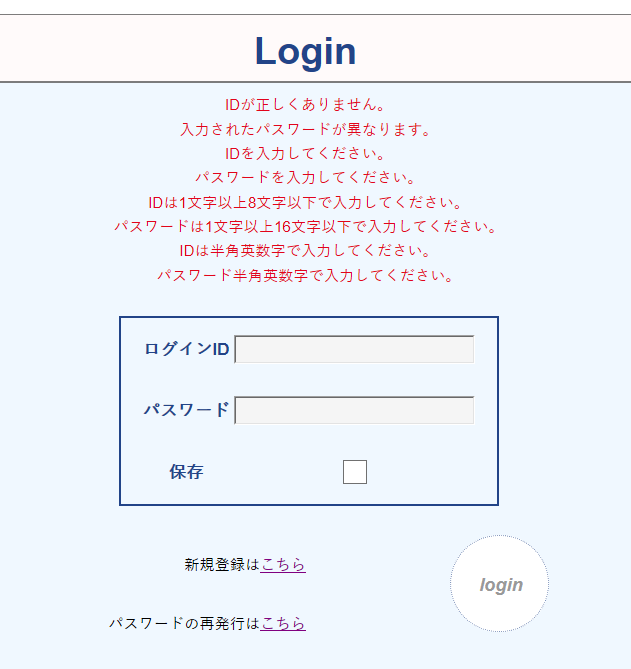 Login
IDが正しくありません。
入力されたパスワードが異なります。
IDを入力してください。
パスワードを入力してください。
IDは1文字以上8文字以下で入力してください。
パスワードは1文字以上16文字以下で入力してください。
IDは半角英数字で入力してください。
パスワード半角英数字で入力してください。
ログインID
パスワード
保存
新規登録はこちら
login
パスワードの再発行はこちら